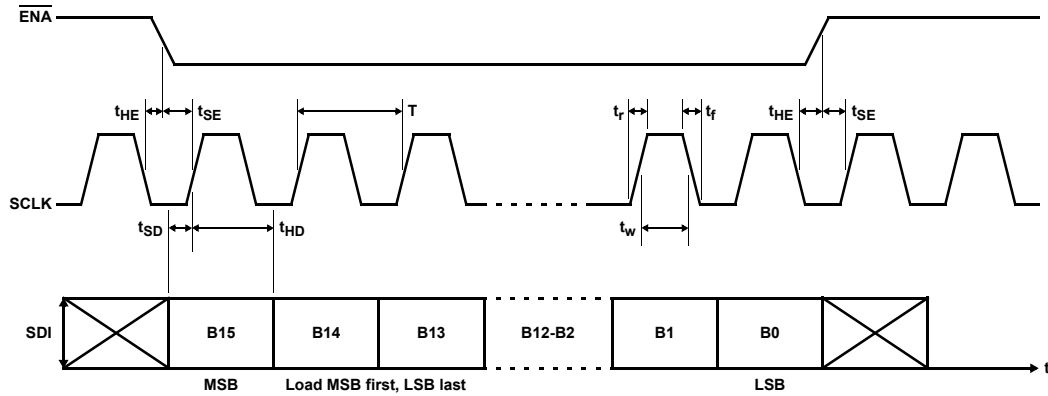 ENA
tHE tSE T tr tf tHE tSE
SCLK
tSD tHD tw
SDI B15 B14 B13 B12-B2 B1 B0 t
MSB Load MSB first, LSB last LSB